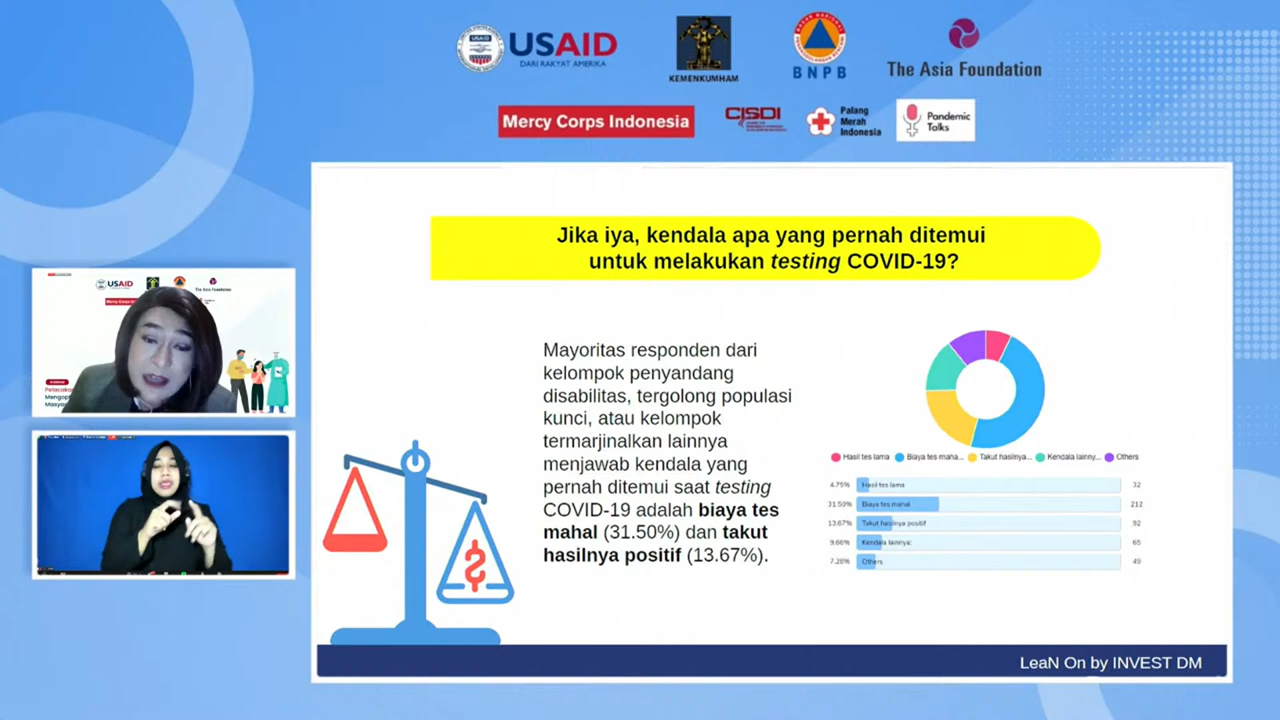 USAID
DARI RAKYAT AMERIKA
KEMENKUMHAM
BNPB
The Asia Foundation
Mercy Corps Indonesia
CISDI
Palang
Merah
Indonesia
Pandemic
Talks
Jika iya, kendala apa yang pernah ditemui
untuk melakukan testing COVID-19?
Mayoritas responden dari
kelompok penyandang
disabilitas, tergolong populasi
kunci, atau kelompok
termarjinalkan lainnya
menjawab kendala yang
pernah ditemui saat testing
COVID-19 adalah biaya tes
mahal (31.50%) dan takut
hasilnya positif (13.67%).
Hasil tes lama Biaya tes maha... Takut hasilnya... Kendala lainny... Others
4.75% Hasil tes lama 32
31.50% Biaya tes mahal 212
13.67% Takut hasilnya positif 92
9.66% Kendala lainnya: 65
7.28% Others 49
LeaN On by INVEST DM
USAID
The Asia Foundation